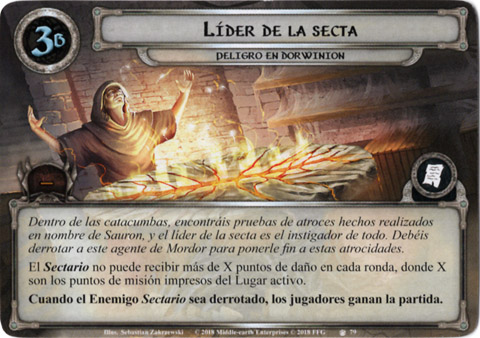 3B
LÍDER DE LA SECTA
PELIGRO EN DORWINION
–
Dentro de las catacumbas, encontráis pruebas de atroces hechos realizados
en nombre de Sauron, y el líder de la secta es el instigador de todo. Debéis
derrotar a este agente de Mordor para ponerle fin a estas atrocidades.
El Sectario no puede recibir más de X puntos de daño en cada ronda, donde X
son los puntos de misión impresos del Lugar activo.
Cuando el Enemigo Sectario sea derrotado, los jugadores ganan la partida.
Illus. Sebastian Zakrzewski © 2018 Middle-earth Enterprises © 2018 FFG 79